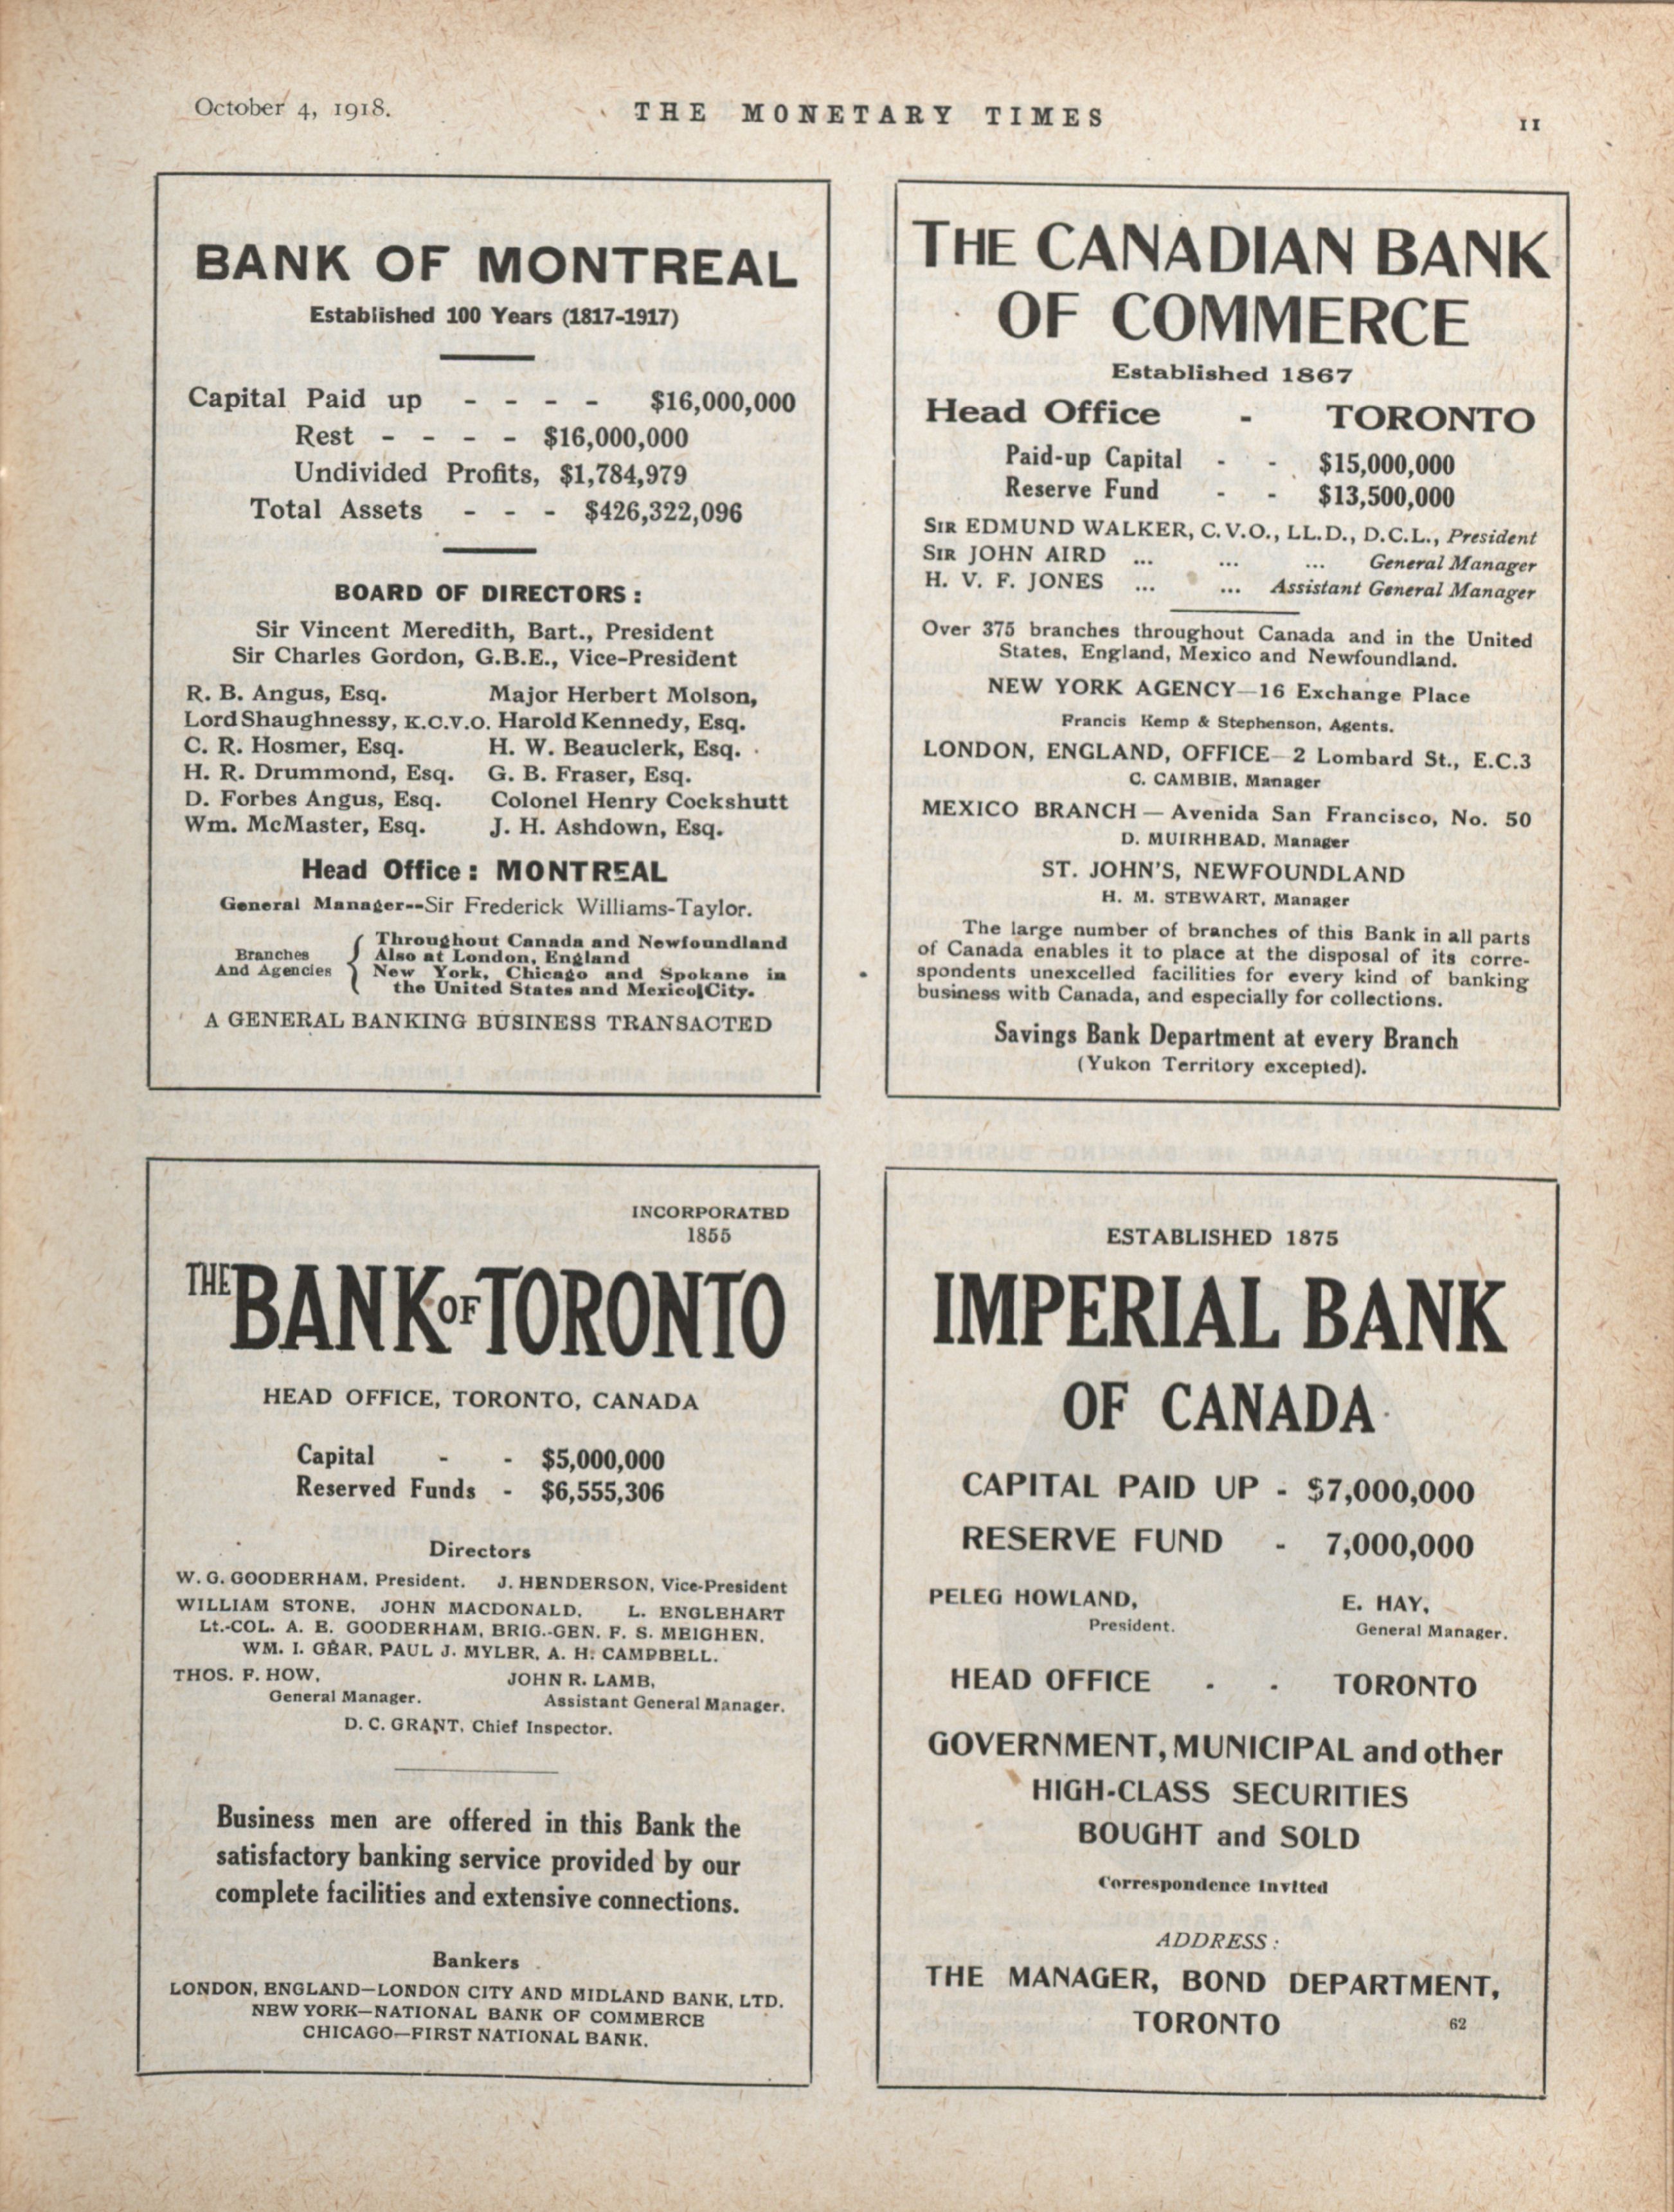 October 4, 1918.
THE MONETARY TIMES
11
BANK OF MONTREAL
Established 100 Years (1817-1917)
Capital Paid up - - - - $16,000,000
Rest - - - - $16,000,000
Undivided Profits, $1,784,979
Total Assets - - - $426,322,096
BOARD OF DIRECTORS:
Sir Vincent Meredith, Bart., President
Sir Charles Gordon, G.B.E., Vice-President
R. B. Angus, Esq. Major Herbert Molson,
Lord Shaughnessy, K.C.V.O. Harold Kennedy, Esq.
C. R. Hosmer, Esq. H. W. Beauclerk, Esq.
H. R. Drummond, Esq. G. B. Fraser, Esq.
D. Forbes Angus, Esq. Colonel Henry Cockshutt
Wm. McMaster, Esq. J. H. Ashdown, Esq.
Head Office: MONTREAL
General Manager--Sir Frederick Williams-Taylor.
Branches And Agencies
Throughout Canada and Newfoundland
Also at London, England
New York, Chicago and Spokane in
the United States and Mexico City.
A GENERAL BANKING BUSINESS TRANSACTED
THE CANADIAN BANK
OF COMMERCE
Established 1867
Head Office - TORONTO
Paid-up Capital - - $15,000,000
Reserve Fund - - $13,500,000
SIR EDMUND WALKER, C.V.O., LL.D., D.C.L., President
SIR JOHN AIRD ... ... ... General Manager
H. V. F. JONES ... ... Assistant General Manager
Over 375 branches throughout Canada and in the United
States, England, Mexico and Newfoundland.
NEW YORK AGENCY—16 Exchange Place
Francis Kemp & Stephenson, Agents.
LONDON, ENGLAND, OFFICE—2 Lombard St., E.C.3
C. CAMBIE, Manager
MEXICO BRANCH — Avenida San Francisco, No. 50
D. MUIRHEAD, Manager
ST. JOHN'S, NEWFOUNDLAND
H. M. STEWART, Manager
The large number of branches of this Bank in all parts
of Canada enables it to place at the disposal of its corre-
spondents unexcelled facilities for every kind of banking
business with Canada, and especially for collections.
Savings Bank Department at every Branch
(Yukon Territory excepted).
INCORPORATED
1855
THE BANK OF TORONTO
HEAD OFFICE, TORONTO, CANADA
Capital - - $5,000,000
Reserved Funds - $6,555,306
Directors
W. G. GOODERHAM, President. J. HENDERSON, Vice-President
WILLIAM STONE, JOHN MACDONALD, L. ENGLEHART
Lt.-COL. A. E. GOODERHAM, BRIG.-GEN. F. S. MEIGHEN,
WM. I. GEAR, PAUL J. MYLER, A. H. CAMPBELL.
THOS. F. HOW, JOHN R. LAMB,
General Manager. Assistant General Manager.
D. C. GRANT, Chief Inspector.
Business men are offered in this Bank the
satisfactory banking service provided by our
complete facilities and extensive connections.
Bankers
LONDON, ENGLAND—LONDON CITY AND MIDLAND BANK, LTD.
NEW YORK—NATIONAL BANK OF COMMERCE
CHICAGO—FIRST NATIONAL BANK.
ESTABLISHED 1875
IMPERIAL BANK
OF CANADA
CAPITAL PAID UP - $7,000,000
RESERVE FUND - 7,000,000
PELEG HOWLAND, E. HAY,
President. General Manager.
HEAD OFFICE - - TORONTO
GOVERNMENT, MUNICIPAL and other
HIGH-CLASS SECURITIES
BOUGHT and SOLD
Correspondence Invited
ADDRESS:
THE MANAGER, BOND DEPARTMENT,
TORONTO 62